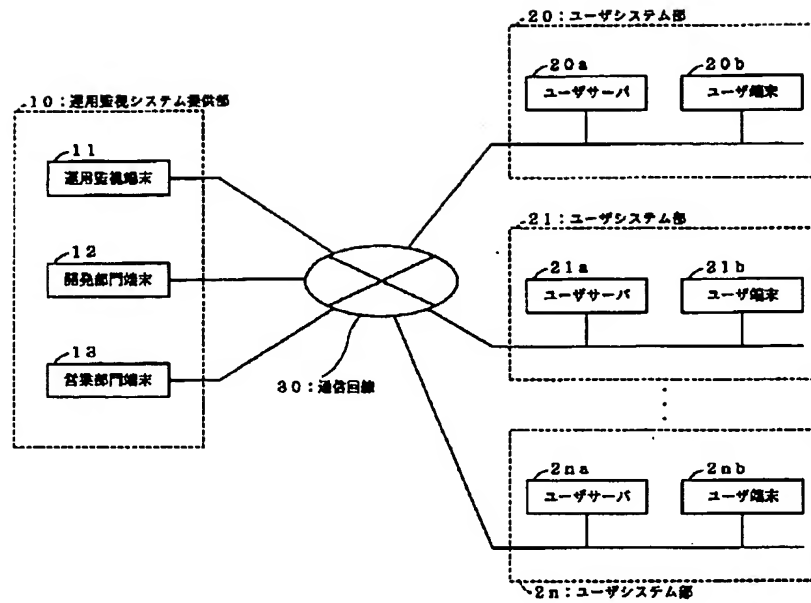 10:運用監視システム提供部
11
運用監視端末
12
開発部門端末
13
営業部門端末
30:通信回線
20:ユーザシステム部
20a
20b
ユーザサーバ
ユーザ端末
21:ユーザシステム部
21a
21b
ユーザサーバ
ユーザ端末
2na
2nb
ユーザサーバ
ユーザ端末
2n:ユーザシステム部